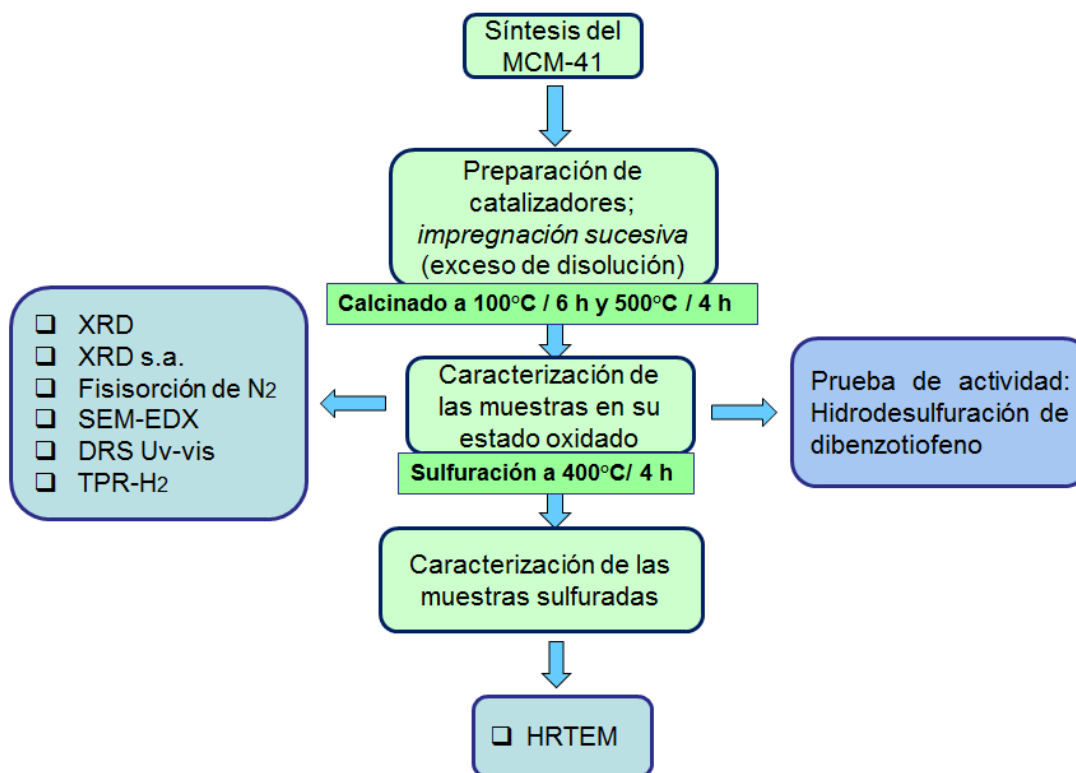 Síntesis del
MCM-41
Preparación de
catalizadores;
impregnación sucesiva
(exceso de disolución)
Calcinado a 100°C / 6 h y 500°C / 4 h
❑ XRD
❑ XRD s.a.
❑ Fisisorción de N2
❑ SEM-EDX
❑ DRS Uv-vis
❑ TPR-H2
Caracterización de
las muestras en su
estado oxidado
Prueba de actividad:
Hidrodesulfuración de
dibenzotiofeno
Sulfuración a 400°C/ 4 h
Caracterización de las
muestras sulfuradas
❑ HRTEM